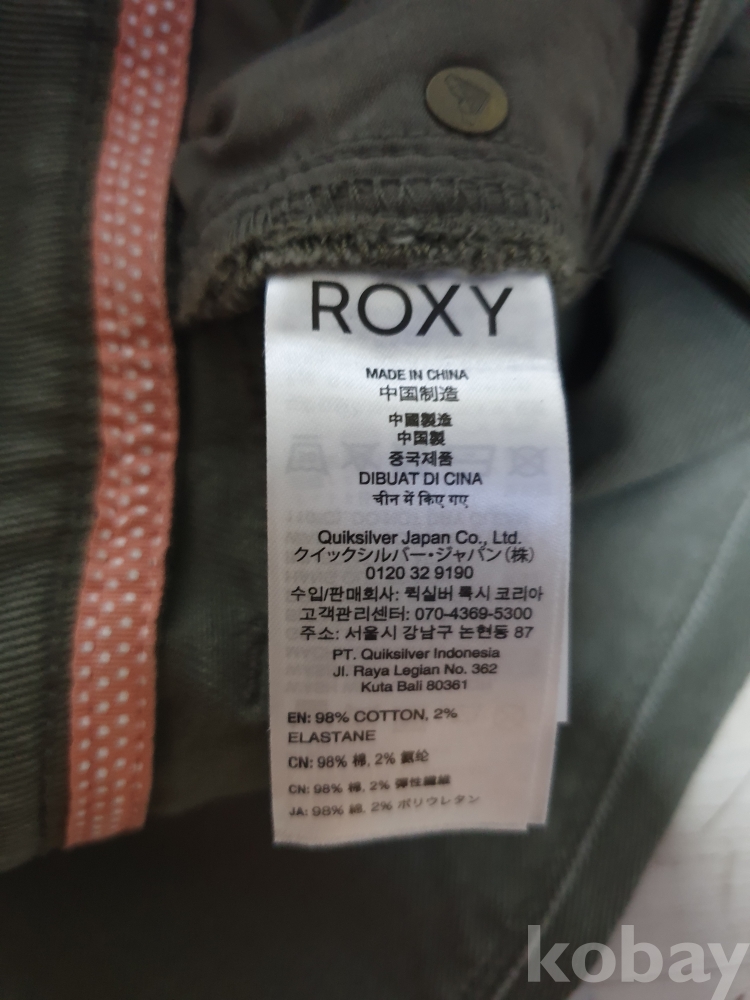 ROXY
MADE IN CHINA
中国制造
中國製造
中国製
중국제품
DIBUAT DI CINA
चीन में किए गए
Quiksilver Japan Co., Ltd.
クイックシルバー・ジャパン(株)
0120 32 9190
수입/판매회사: 퀵실버 록시 코리아
고객관리센터: 070-4369-5300
주소: 서울시 강남구 논현동 87
PT. Quiksilver Indonesia
Jl. Raya Legian No. 362
Kuta Bali 80361
EN: 98% COTTON, 2%
ELASTANE
CN: 98% 棉, 2% 氨纶
CN: 98% 棉, 2% 彈性纖維
JA: 98% 綿, 2% ポリウレタン
kobay